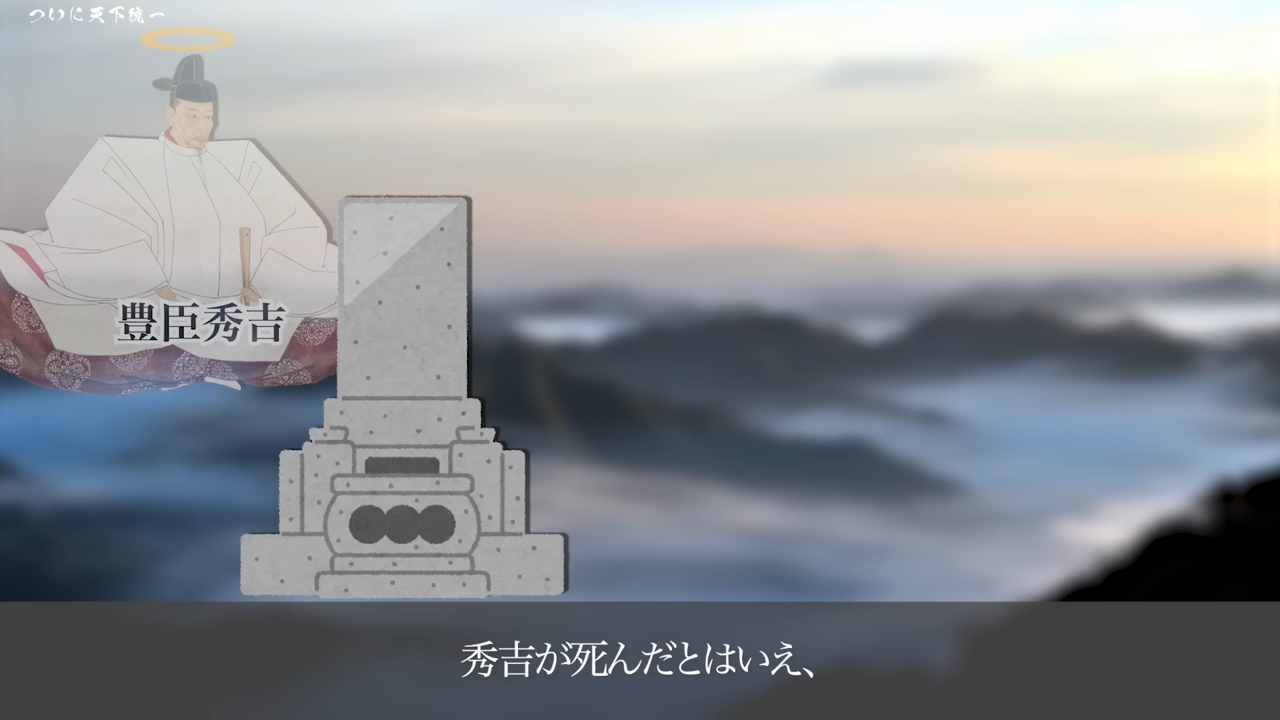 ついに天下統一
豊臣秀吉
秀吉が死んだとはいえ、